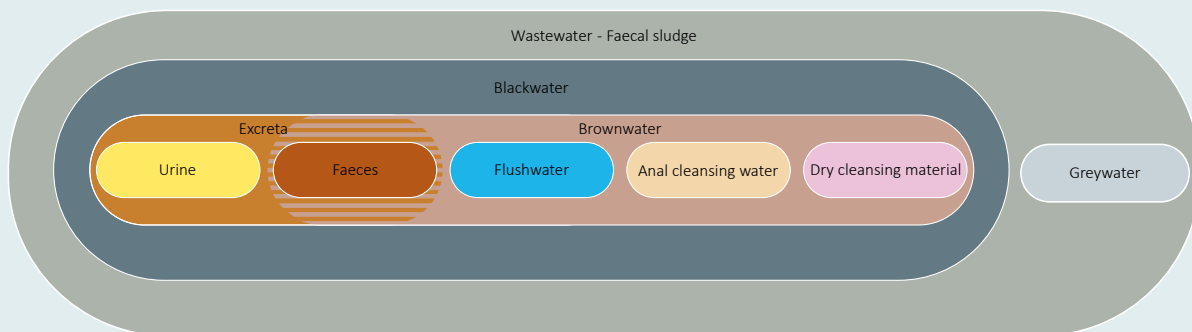 Wastewater - Faecal sludge
Blackwater
Excreta
Brownwater
Urine
Faeces
Flushwater
Anal cleansing water
Dry cleansing material
Greywater